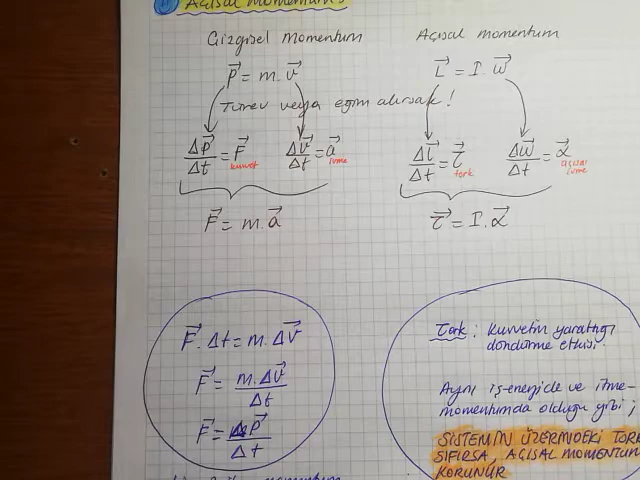 Açısal momentum:
Çizgisel momentum
P⃗ = m.v⃗
Açısal momentum
L⃗ = I.w⃗
Türev veya eğim alırsak!
ΔP⃗/Δt = F⃗ kuvvet
Δv⃗/Δt = a⃗ ivme
ΔL⃗/Δt = τ⃗ tork
Δw⃗/Δt = α⃗ açısal ivme
F⃗ = m.a⃗
τ⃗ = I.α⃗
F⃗.Δt = m.Δv⃗
F⃗ = m.Δv⃗/Δt
F⃗ = ΔP⃗/Δt
Tork: Kuvvetin yarattığı
döndürme etkisi.
Aynı iş-enerjide ve itme-
momentumda olduğu gibi;
SİSTEMİN ÜZERİNDEKİ TORK
SIFIRSA, AÇISAL MOMENTUM
KORUNUR